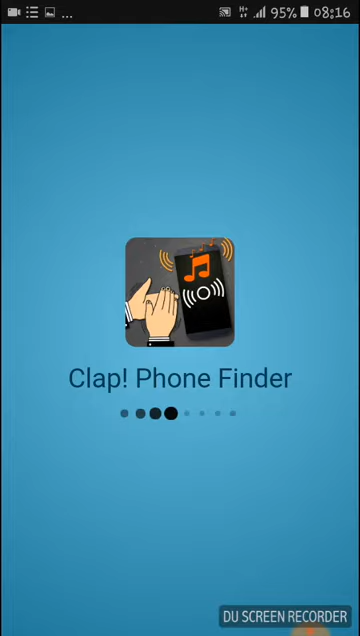 ... H+ 95% 08:16
Clap! Phone Finder
DU SCREEN RECORDER